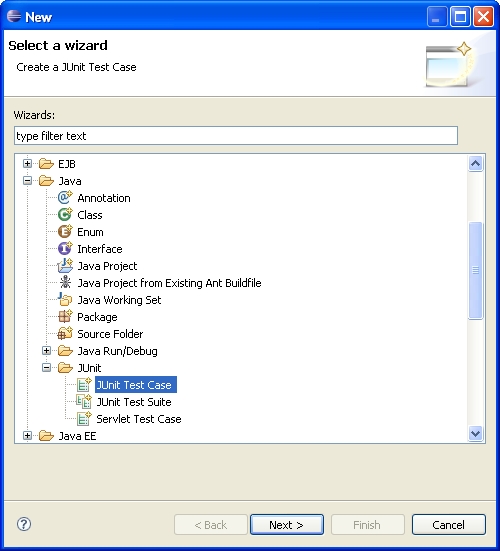 New
Select a wizard
Create a JUnit Test Case
Wizards:
type filter text
EJB
Java
Annotation
Class
Enum
Interface
Java Project
Java Project from Existing Ant Buildfile
Java Working Set
Package
Source Folder
Java Run/Debug
JUnit
JUnit Test Case
JUnit Test Suite
Servlet Test Case
Java EE
? < Back Next > Finish Cancel